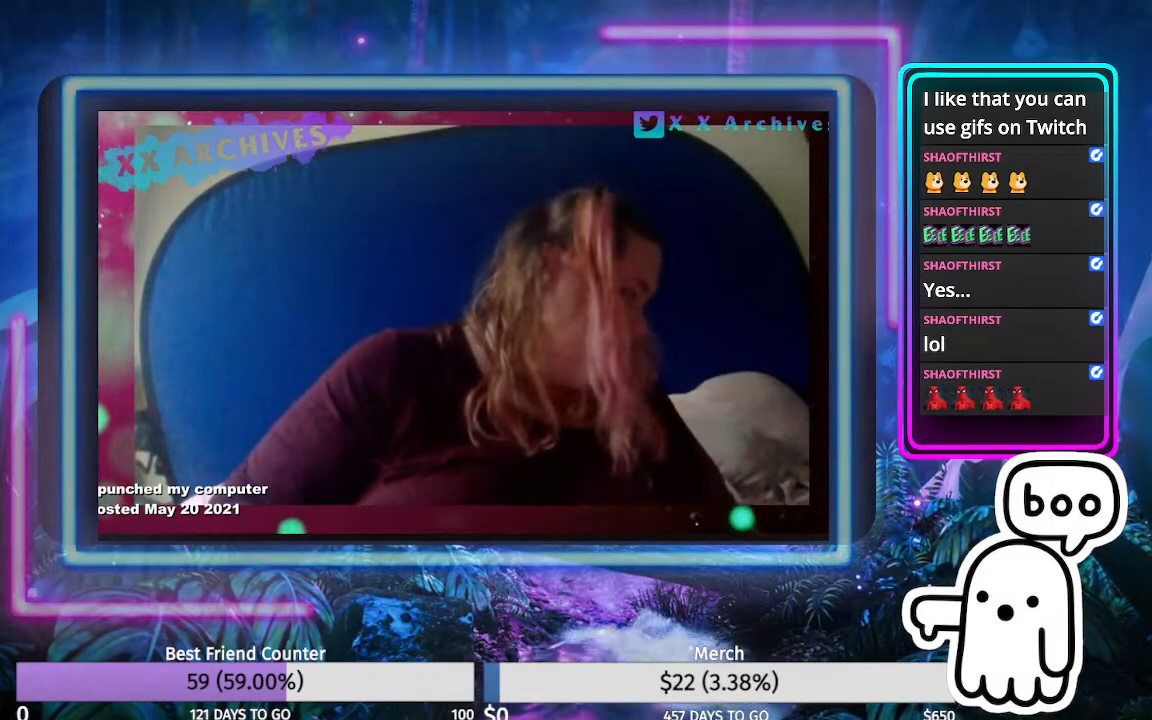 XX ARCHIVES
X X Archive
punched my computer
osted May 20 2021
I like that you can
use gifs on Twitch
SHAOFTHIRST
SHAOFTHIRST
SHAOFTHIRST
Yes...
SHAOFTHIRST
lol
SHAOFTHIRST
boo
Best Friend Counter
59 (59.00%)
0
121 DAYS TO GO
100
Merch
$22 (3.38%)
$0
457 DAYS TO GO
$650